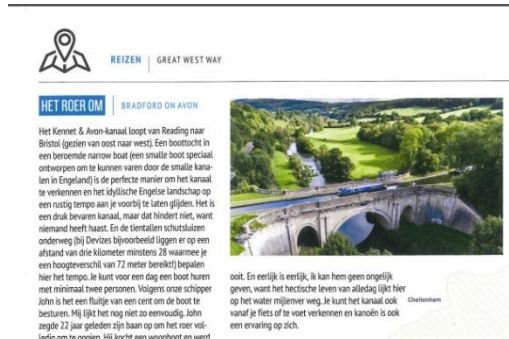 REIZEN | GREAT WEST WAY
HET ROER OM | BRADFORD ON AVON
Het Kennet & Avon-kanaal loopt van Reading naar
Bristol (gezien van oost naar west). Een boottocht in
een beroemde narrow boat (een smalle boot speciaal
ontworpen om te kunnen varen door de smalle kana-
len in Engeland) is de perfecte manier om het kanaal
te verkennen en het idyllische Engelse landschap op
een rustig tempo aan je voorbij te laten glijden. Het is
een druk bevaren kanaal, maar dat hindert niet, want
niemand heeft haast. En de tientallen schutsluizen
onderweg (bij Devizes bijvoorbeeld liggen er op een
afstand van drie kilometer minstens 28 waarmee je
een hoogteverschil van 72 meter bereikt!) bepalen
hier het tempo. Je kunt voor een dag een boot huren
met minimaal twee personen. Volgens onze schipper
John is het een fluitje van een cent om de boot te
besturen. Mij lijkt het nog niet zo eenvoudig. John
zegde 22 jaar geleden zijn baan op om het roer vol-
ledig om te gooien. Hij kocht een woonboot en werd
ooit. En eerlijk is eerlijk, ik kan hem geen ongelijk
geven, want het hectische leven van alledag lijkt hier
op het water mijlenver weg. Je kunt het kanaal ook
vanaf je fiets of te voet verkennen en kanoën is ook
een ervaring op zich.
Cheltenham